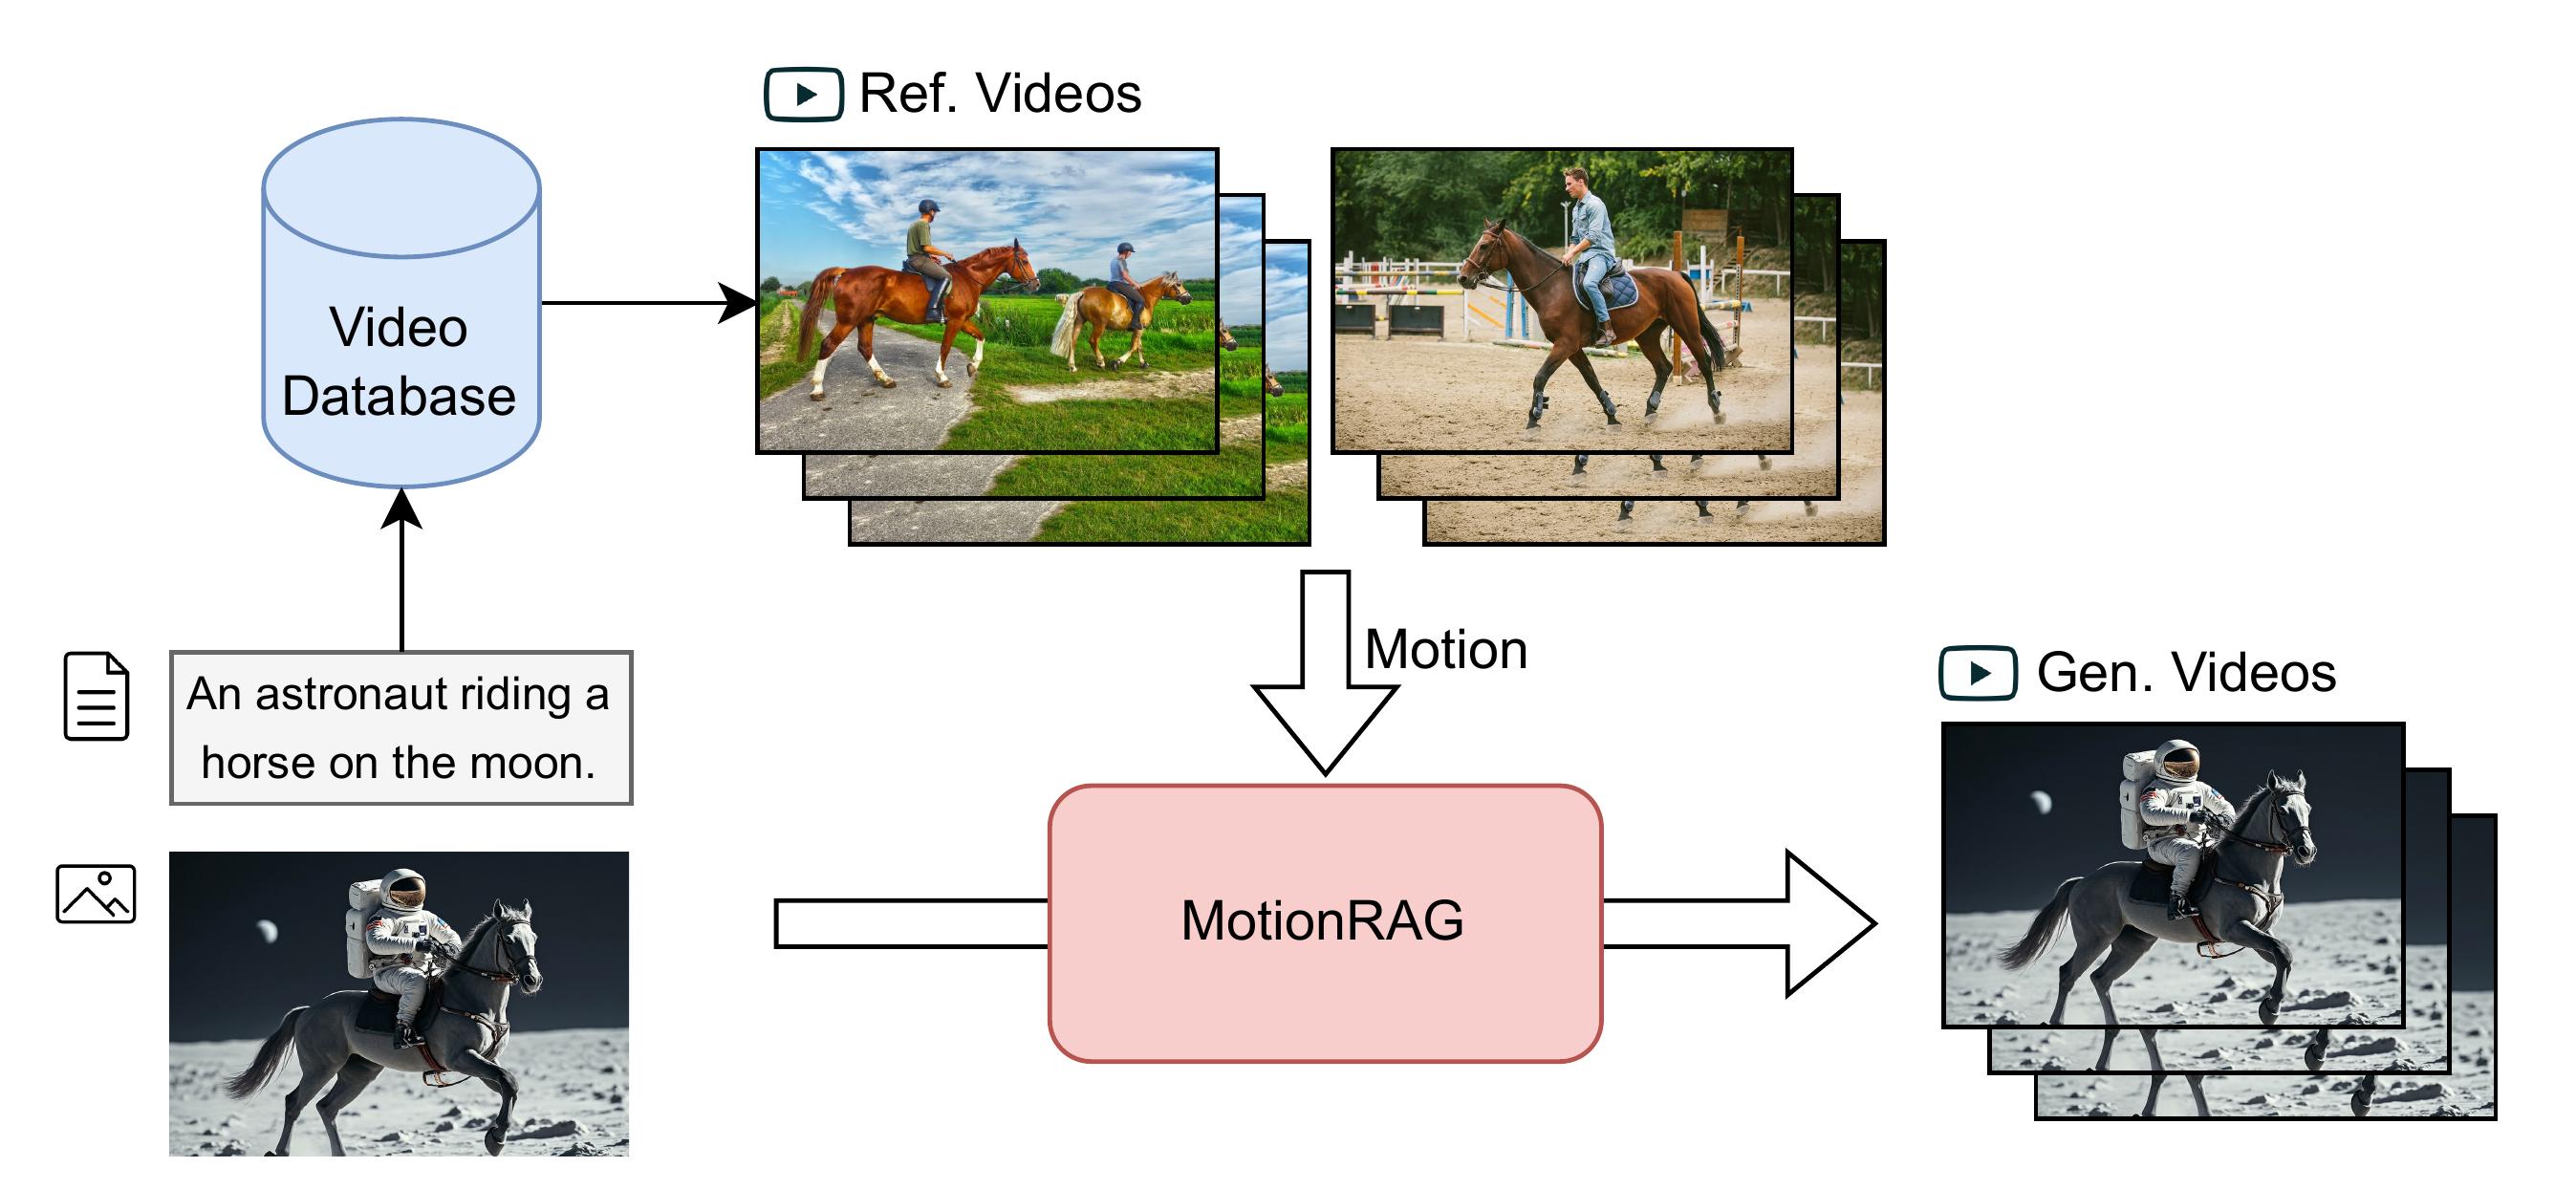 Ref. Videos
Video
Database
Motion
An astronaut riding a
horse on the moon.
Gen. Videos
MotionRAG